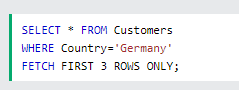 SELECT * FROM Customers
WHERE Country='Germany'
FETCH FIRST 3 ROWS ONLY;